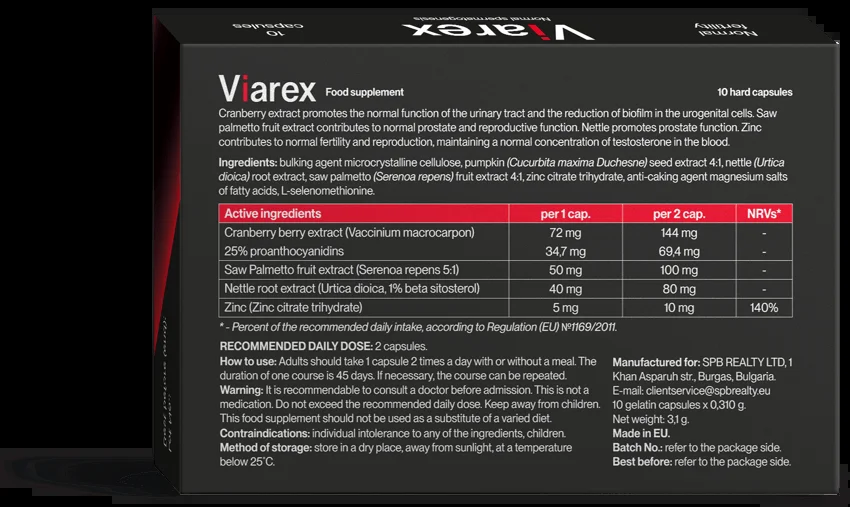 10 capsules
Viarex
Normal spermatogenesis
Normal fertility
Viarex Food supplement 10 hard capsules
Cranberry extract promotes the normal function of the urinary tract and the reduction of biofilm in the urogenital cells. Saw
palmetto fruit extract contributes to normal prostate and reproductive function. Nettle promotes prostate function. Zinc
contributes to normal fertility and reproduction, maintaining a normal concentration of testosterone in the blood.
Ingredients: bulking agent microcrystalline cellulose, pumpkin (Cucurbita maxima Duchesne) seed extract 4:1, nettle (Urtica
dioica) root extract, saw palmetto (Serenoa repens) fruit extract 4:1, zinc citrate trihydrate, anti-caking agent magnesium salts
of fatty acids, L-selenomethionine.
Active ingredients per 1 cap. per 2 cap. NRVs*
Cranberry berry extract (Vaccinium macrocarpon) 72 mg 144 mg -
25% proanthocyanidins 34,7 mg 69,4 mg -
Saw Palmetto fruit extract (Serenoa repens 5:1) 50 mg 100 mg -
Nettle root extract (Urtica dioica, 1% beta sitosterol) 40 mg 80 mg -
Zinc (Zinc citrate trihydrate) 5 mg 10 mg 140%
* - Percent of the recommended daily intake, according to Regulation (EU) №1169/2011.
RECOMMENDED DAILY DOSE: 2 capsules.
How to use: Adults should take 1 capsule 2 times a day with or without a meal. The
duration of one course is 45 days. If necessary, the course can be repeated.
Warning: It is recommendable to consult a doctor before admission. This is not a
medication. Do not exceed the recommended daily dose. Keep away from children.
This food supplement should not be used as a substitute of a varied diet.
Contraindications: individual intolerance to any of the ingredients, children.
Method of storage: store in a dry place, away from sunlight, at a temperature
below 25°C.
Manufactured for: SPB REALTY LTD, 1
Khan Asparuh str., Burgas, Bulgaria.
E-mail: clientservice@spbrealty.eu
10 gelatin capsules x 0,310 g.
Net weight: 3,1 g.
Made in EU.
Batch No.: refer to the package side.
Best before: refer to the package side.